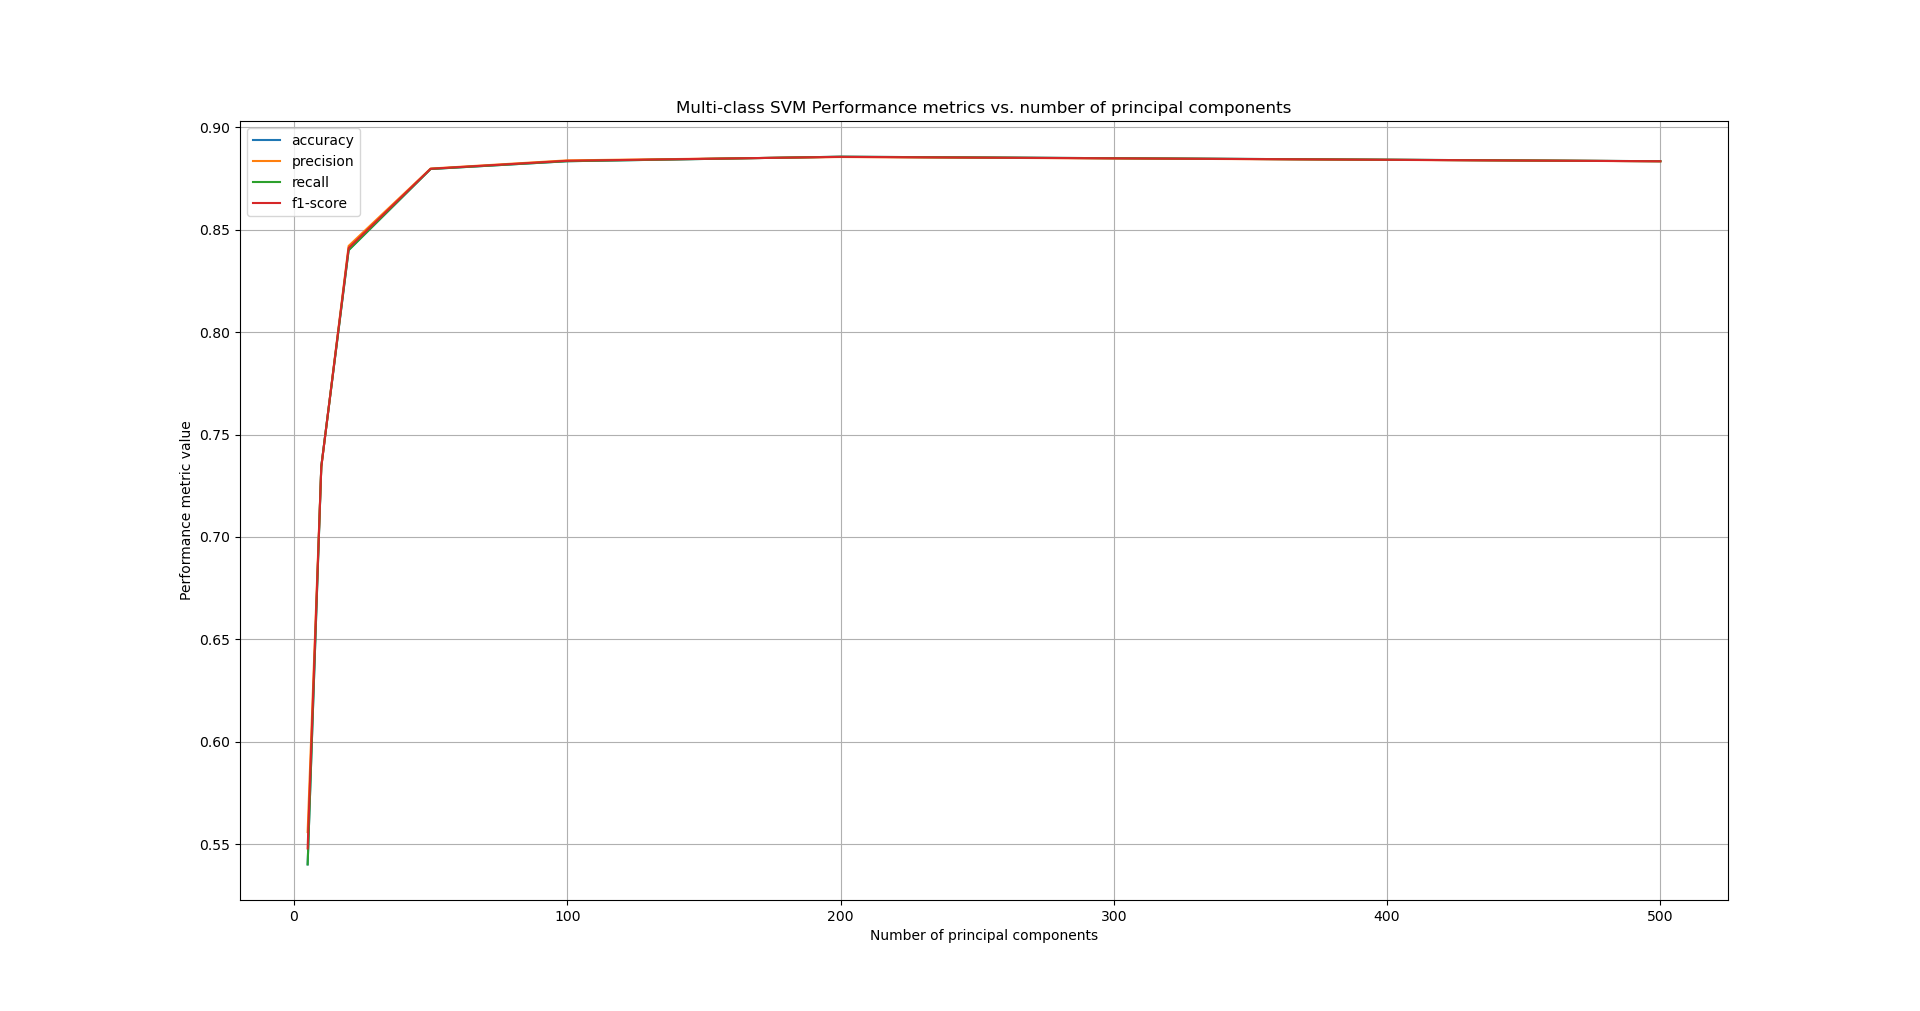 Multi-class SVM Performance metrics vs. number of principal components
0.90
accuracy
precision
recall
f1-score
0.85
0.80
0.75
Performance metric value
0.70
0.65
0.60
0.55
0 100 200 300 400 500
Number of principal components